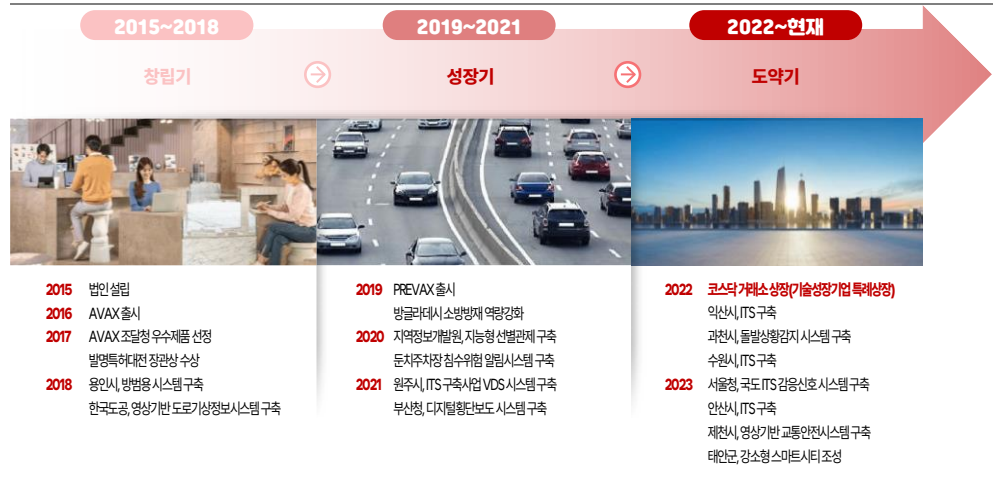 2015~2018
창립기
2019~2021
성장기
2022~현재
도약기
2015 법인 설립
2016 AVAX 출시
2017 AVAX 조달청 우수제품 선정
발명특허대전 장관상 수상
2018 용인시, 방범용 시스템 구축
한국도공, 영상기반 도로기상정보시스템 구축
2019 PREVAX 출시
방글라데시 소방방재 역량강화
2020 지역정보개발원, 지능형 선별관제 구축
둔치주차장 침수위험 알림시스템 구축
2021 원주시, ITS 구축사업 VDS 시스템 구축
부산청, 디지털횡단보도 시스템 구축
2022 코스닥 거래소 상장(기술성장기업 특례상장)
익산시, ITS 구축
과천시, 돌발상황감지 시스템 구축
수원시, ITS 구축
2023 서울청, 국도 ITS 감응신호 시스템 구축
안산시, ITS 구축
제천시, 영상기반 교통안전시스템 구축
태안군, 강소형 스마트시티 조성